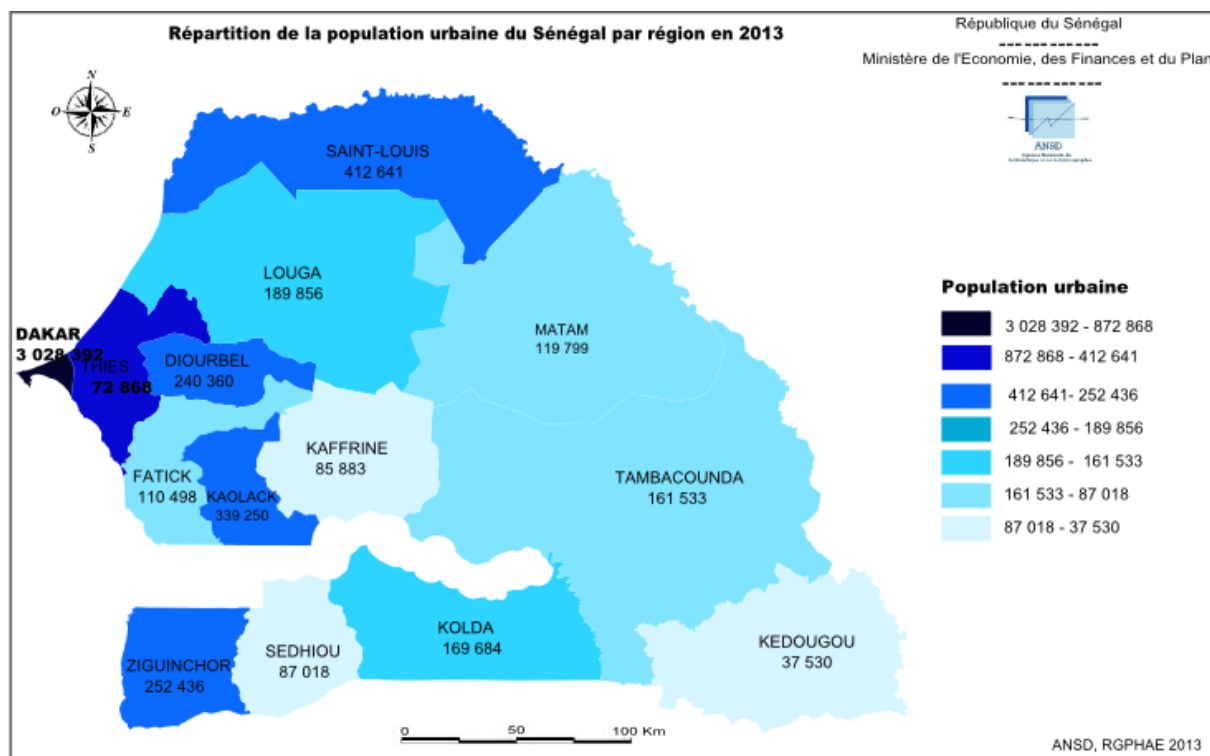 Répartition de la population urbaine du Sénégal par région en 2013
République du Sénégal
Ministère de l'Economie, des Finances et du Plan
ANSD
N
O
E
S
SAINT-LOUIS
412 641
LOUGA
189 856
MATAM
119 799
DAKAR
3 028 392
THIES
72 868
DIOURBEL
240 360
KAFFRINE
85 883
FATICK
110 498
KAOLACK
339 250
TAMBACOUNDA
161 533
ZIGUINCHOR
252 436
SEDHIOU
87 018
KOLDA
169 684
KEDOUGOU
37 530
Population urbaine
3 028 392 - 872 868
872 868 - 412 641
412 641- 252 436
252 436 - 189 856
189 856 - 161 533
161 533 - 87 018
87 018 - 37 530
0 50 100 Km
ANSD, RGPHAE 2013